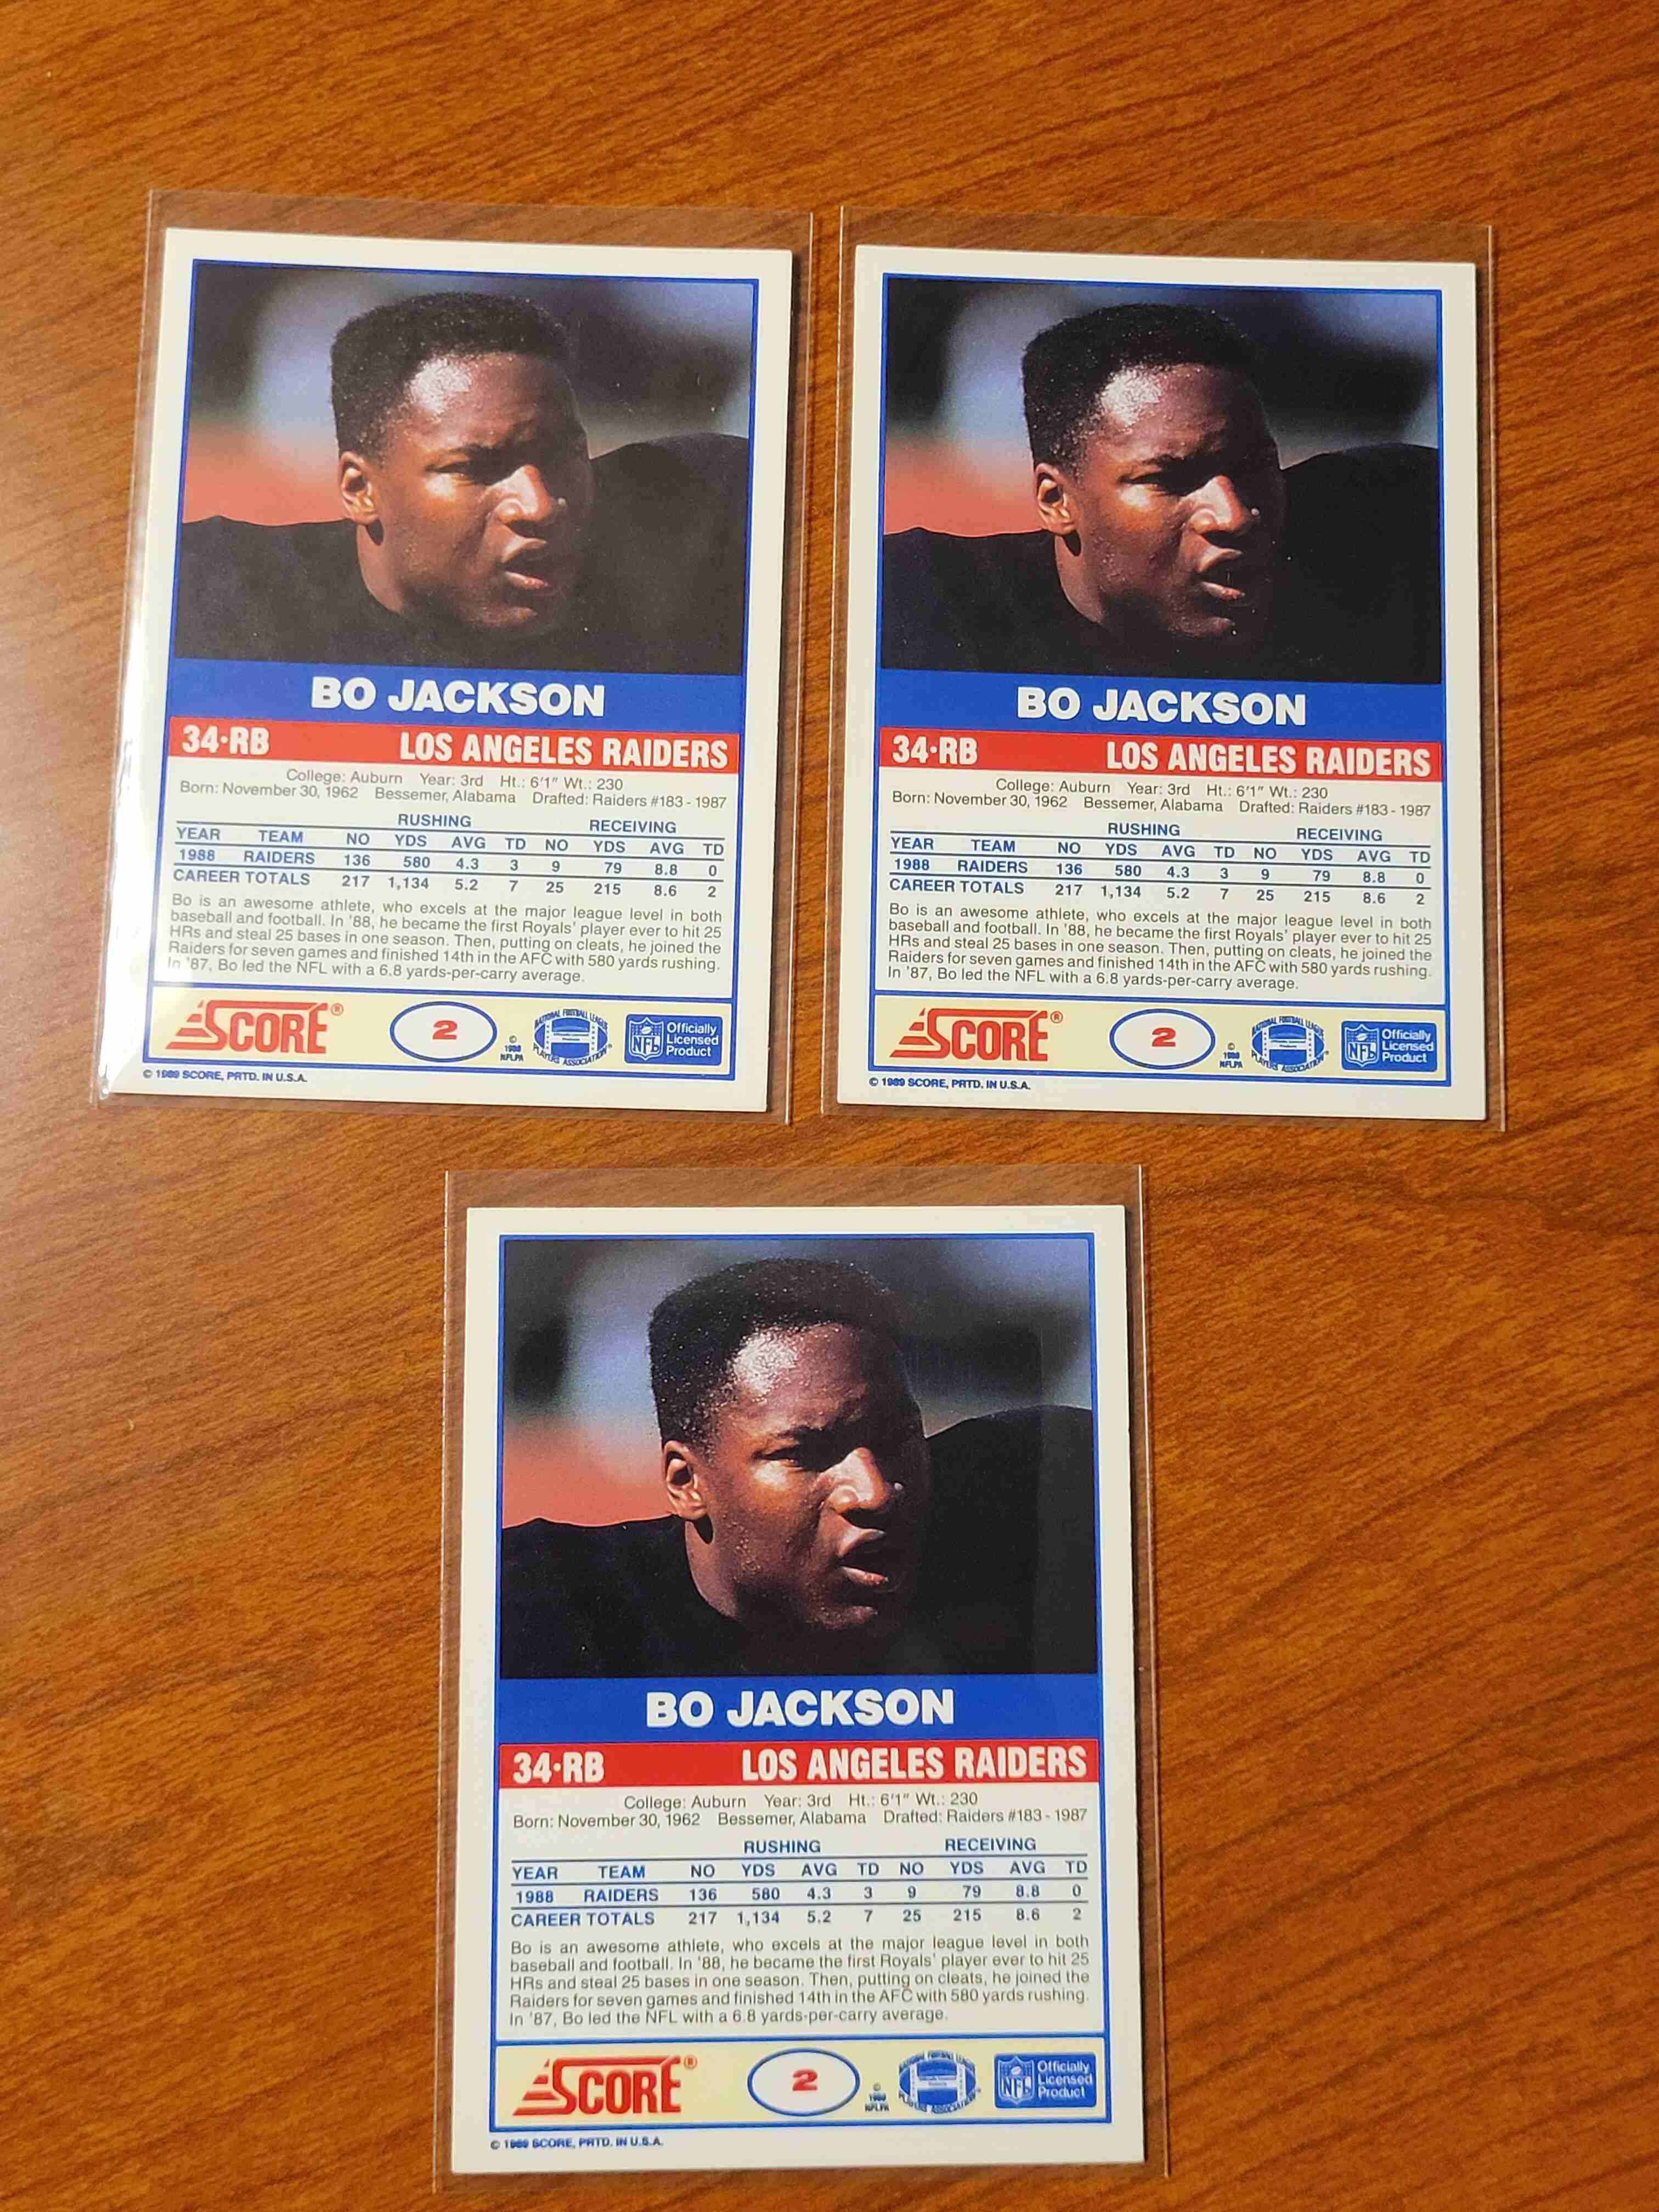 BO JACKSON
34·RB LOS ANGELES RAIDERS
College: Auburn Year: 3rd Ht.: 6'1" Wt.: 230
Born: November 30, 1962 Bessemer, Alabama Drafted: Raiders #183 - 1987
RUSHING RECEIVING
YEAR TEAM NO YDS AVG TD NO YDS AVG TD
1988 RAIDERS 136 580 4.3 3 9 79 8.8 0
CAREER TOTALS 217 1,134 5.2 7 25 215 8.6 2
Bo is an awesome athlete, who excels at the major league level in both
baseball and football. In '88, he became the first Royals' player ever to hit 25
HRs and steal 25 bases in one season. Then, putting on cleats, he joined the
Raiders for seven games and finished 14th in the AFC with 580 yards rushing.
In '87, Bo led the NFL with a 6.8 yards-per-carry average.
SCORE® 2 © NFLPA NATIONAL FOOTBALL LEAGUE PLAYERS ASSOCIATION NFL Officially
Licensed
Product
© 1989 SCORE, PRTD. IN U.S.A.
BO JACKSON
34·RB LOS ANGELES RAIDERS
College: Auburn Year: 3rd Ht.: 6'1" Wt.: 230
Born: November 30, 1962 Bessemer, Alabama Drafted: Raiders #183 - 1987
RUSHING RECEIVING
YEAR TEAM NO YDS AVG TD NO YDS AVG TD
1988 RAIDERS 136 580 4.3 3 9 79 8.8 0
CAREER TOTALS 217 1,134 5.2 7 25 215 8.6 2
Bo is an awesome athlete, who excels at the major league level in both
baseball and football. In '88, he became the first Royals' player ever to hit 25
HRs and steal 25 bases in one season. Then, putting on cleats, he joined the
Raiders for seven games and finished 14th in the AFC with 580 yards rushing.
In '87, Bo led the NFL with a 6.8 yards-per-carry average.
SCORE® 2 © NFLPA NATIONAL FOOTBALL LEAGUE PLAYERS ASSOCIATION NFL Officially
Licensed
Product
© 1989 SCORE, PRTD. IN U.S.A.
BO JACKSON
34·RB LOS ANGELES RAIDERS
College: Auburn Year: 3rd Ht.: 6'1" Wt.: 230
Born: November 30, 1962 Bessemer, Alabama Drafted: Raiders #183 - 1987
RUSHING RECEIVING
YEAR TEAM NO YDS AVG TD NO YDS AVG TD
1988 RAIDERS 136 580 4.3 3 9 79 8.8 0
CAREER TOTALS 217 1,134 5.2 7 25 215 8.6 2
Bo is an awesome athlete, who excels at the major league level in both
baseball and football. In '88, he became the first Royals' player ever to hit 25
HRs and steal 25 bases in one season. Then, putting on cleats, he joined the
Raiders for seven games and finished 14th in the AFC with 580 yards rushing.
In '87, Bo led the NFL with a 6.8 yards-per-carry average.
SCORE® 2 © NFLPA NATIONAL FOOTBALL LEAGUE PLAYERS ASSOCIATION NFL Officially
Licensed
Product
© 1989 SCORE, PRTD. IN U.S.A.